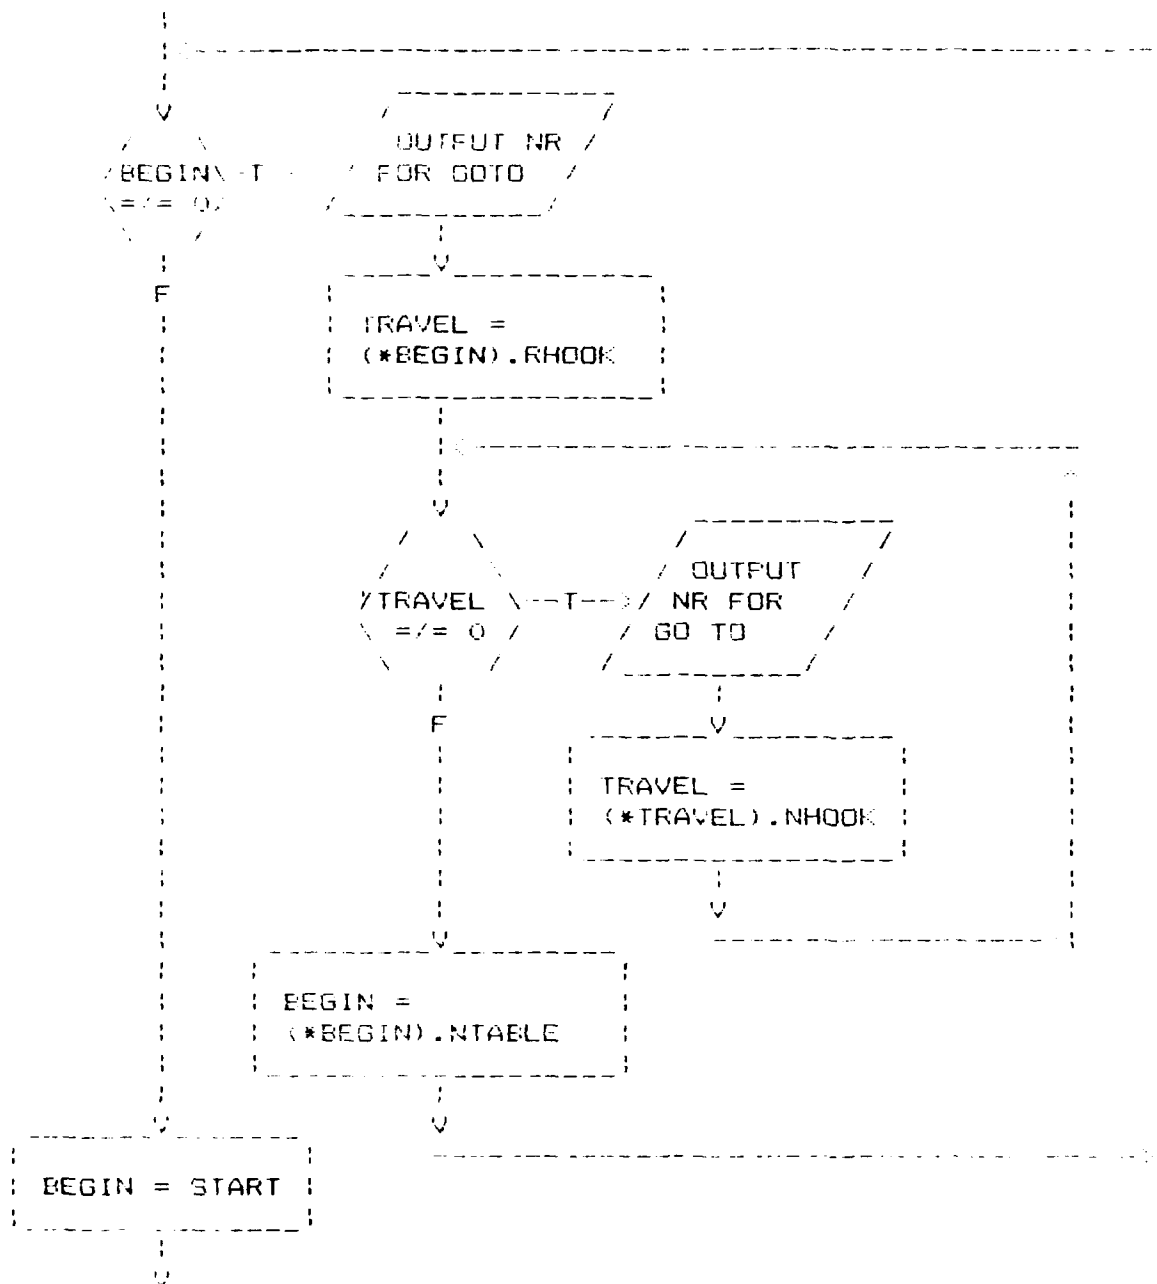 OUTPUT NR
FOR GOTO
BEGIN T
=/= 0
F
TRAVEL =
(*BEGIN).RHOOK
OUTPUT
TRAVEL T NR FOR
=/= 0 GO TO
F
TRAVEL =
(*TRAVEL).NHOOK
BEGIN =
(*BEGIN).NTABLE
BEGIN = START